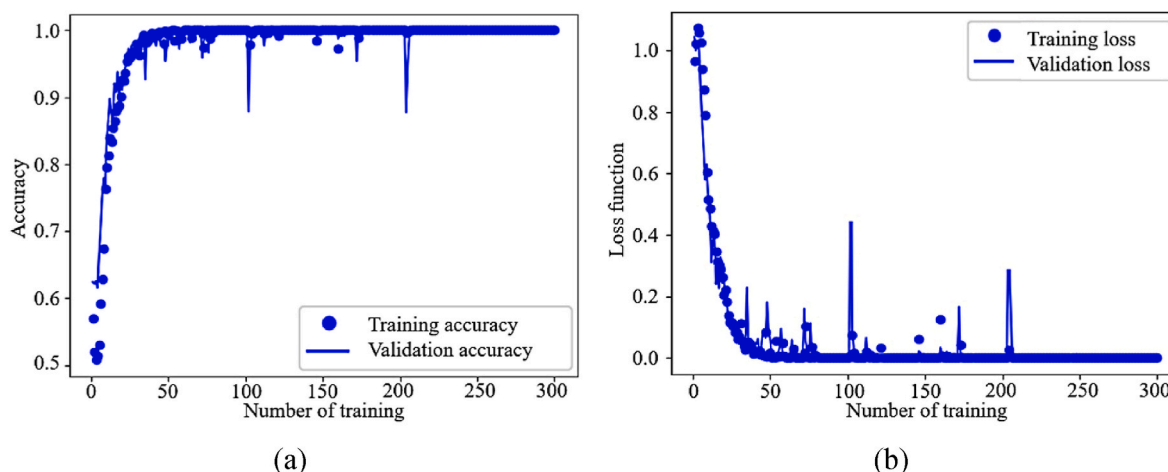 1.0
0.9
0.8
0.7
0.6
0.5
Accuracy
Training accuracy
Validation accuracy
0 50 100 150 200 250 300
Number of training
(a)
1.0
0.8
0.6
0.4
0.2
0.0
Loss function
Training loss
Validation loss
0 50 100 150 200 250 300
Number of training
(b)